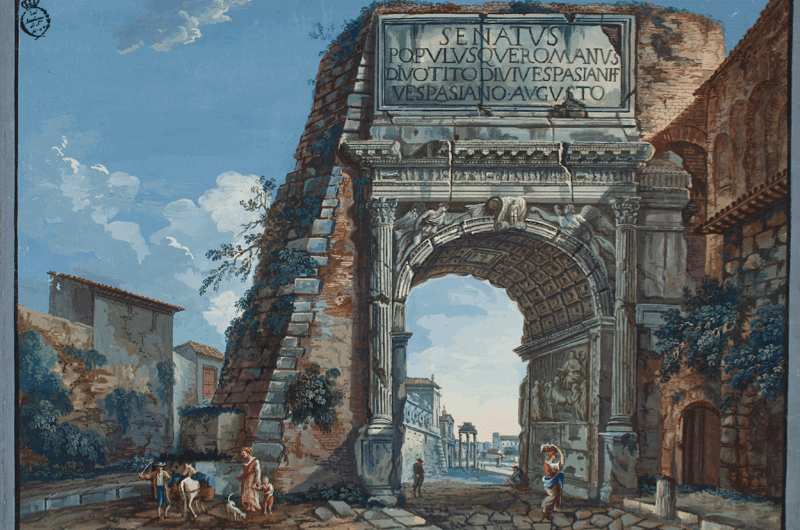 SENATVS
POPVLVSQVEROMANVS
DIVOTITODIVIVESPASIANIF
VESPASIANO·AVGVSTO